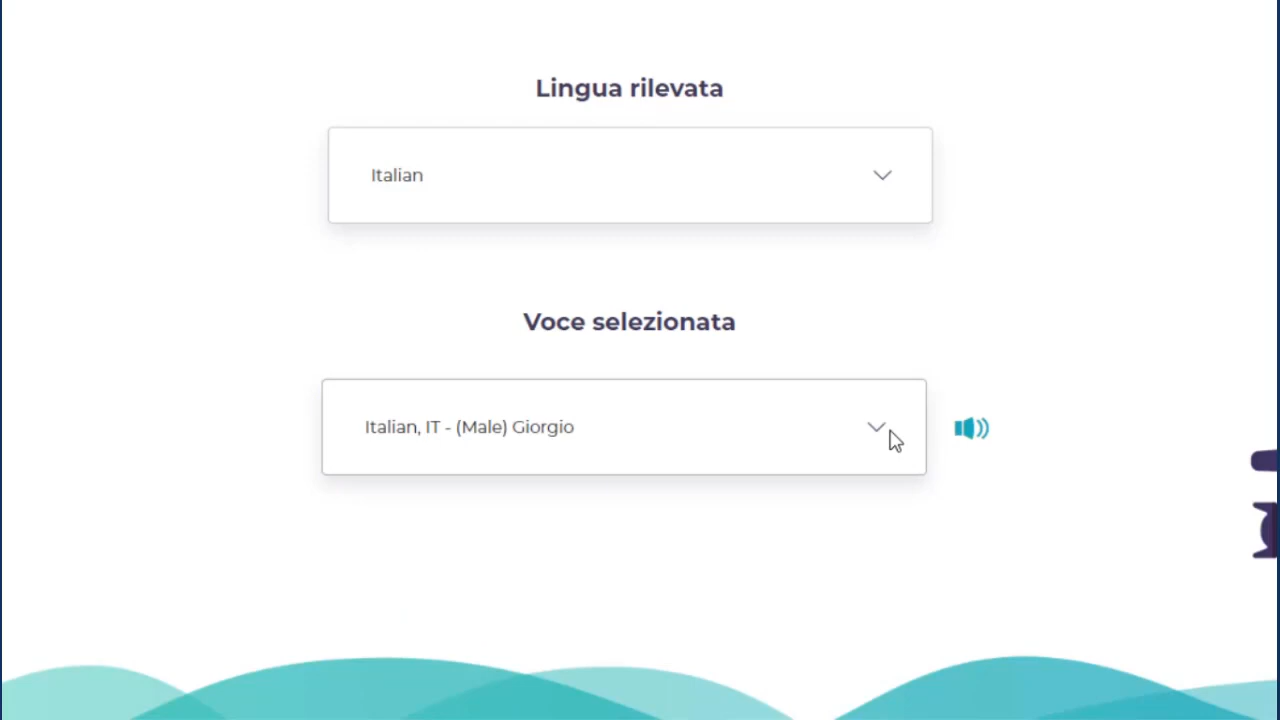 Lingua rilevata
Italian
Voce selezionata
Italian, IT - (Male) Giorgio